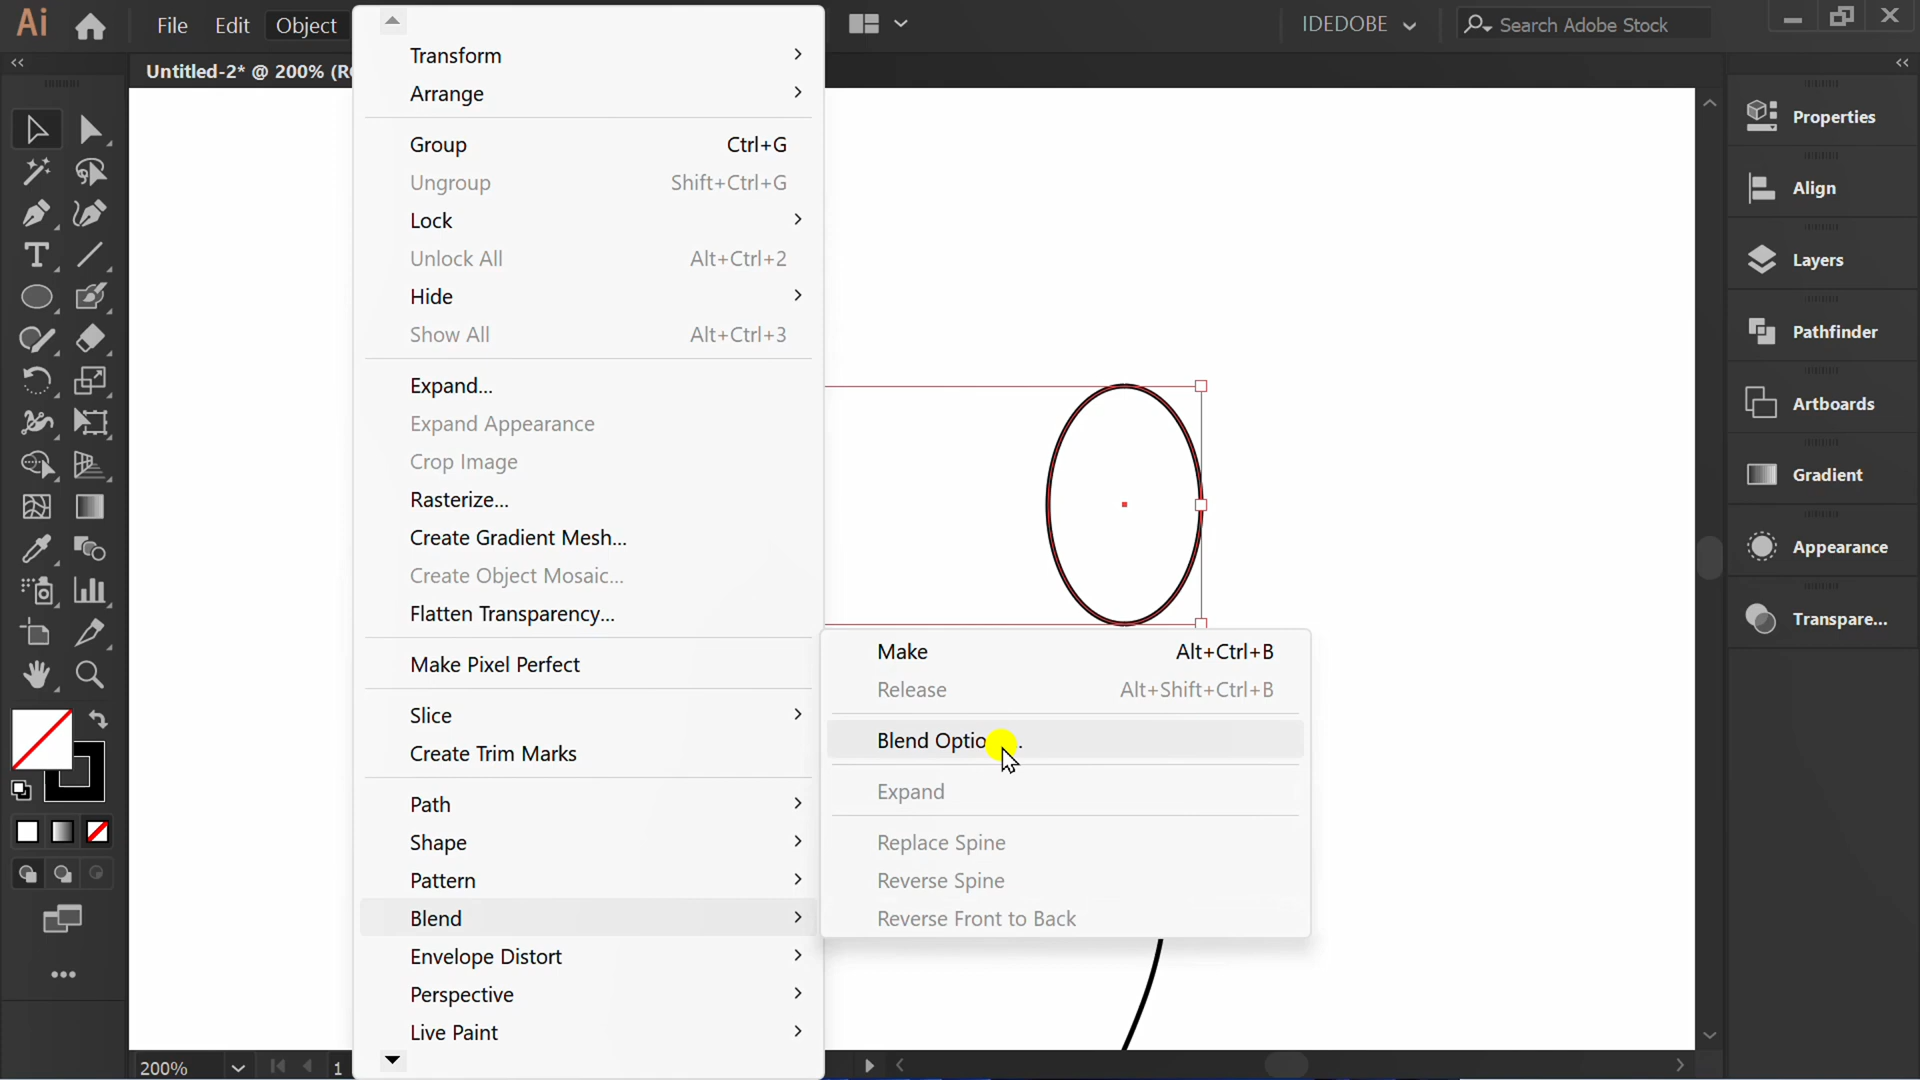 Ai
File
Edit
Object
IDEDOBE
Search Adobe Stock
Untitled-2* @ 200% (R
Transform
Arrange
Group Ctrl+G
Ungroup Shift+Ctrl+G
Lock
Unlock All Alt+Ctrl+2
Hide
Show All Alt+Ctrl+3
Expand...
Expand Appearance
Crop Image
Rasterize...
Create Gradient Mesh...
Create Object Mosaic...
Flatten Transparency...
Make Pixel Perfect
Slice
Create Trim Marks
Path
Shape
Pattern
Blend
Envelope Distort
Perspective
Live Paint
Make Alt+Ctrl+B
Release Alt+Shift+Ctrl+B
Blend Optio
Expand
Replace Spine
Reverse Spine
Reverse Front to Back
Properties
Align
Layers
Pathfinder
Artboards
Gradient
Appearance
Transpare...
200%
1